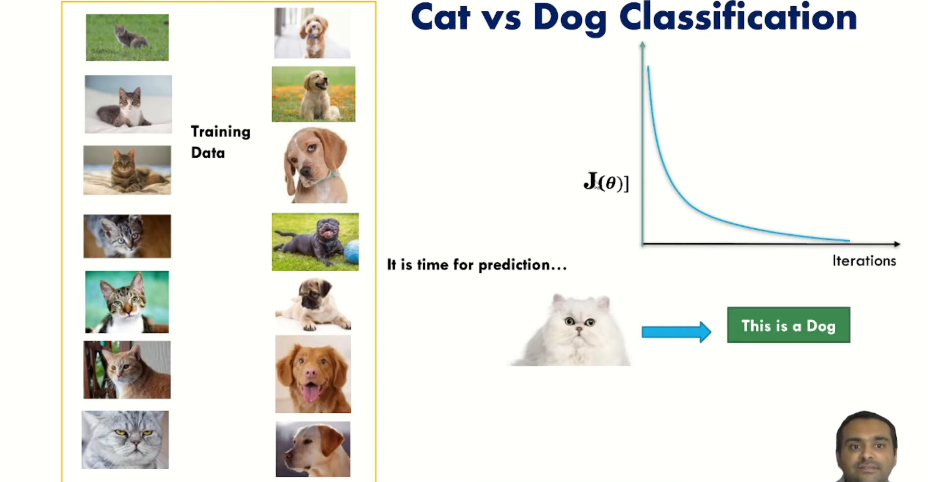 Cat vs Dog Classification
Training
Data
J(θ)]
Iterations
It is time for prediction...
This is a Dog